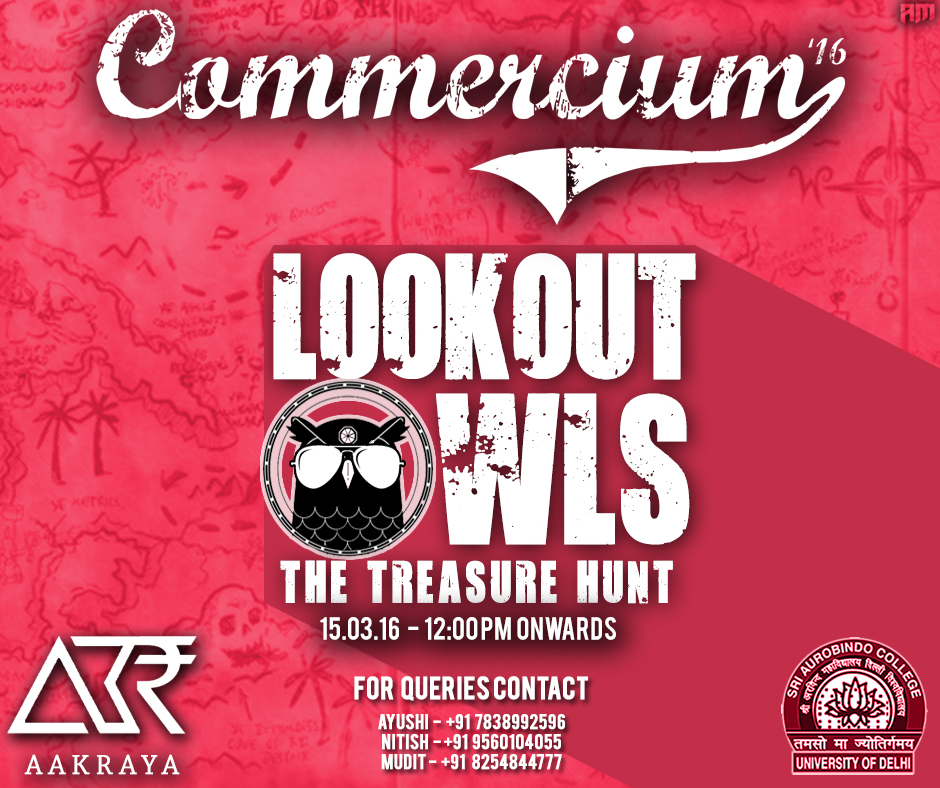 AM
Commercium '16
LOOKOUT
OWLS
THE TREASURE HUNT
15.03.16 - 12:00PM ONWARDS
FOR QUERIES CONTACT
AYUSHI - +91 7838992596
NITISH - +91 9560104055
MUDIT - +91 8254844777
AAKRAYA
SRI AUROBINDO COLLEGE
श्री अरविन्द महाविद्यालय दिल्ली विश्वविद्यालय
तमसो मा ज्योतिर्गमय
UNIVERSITY OF DELHI